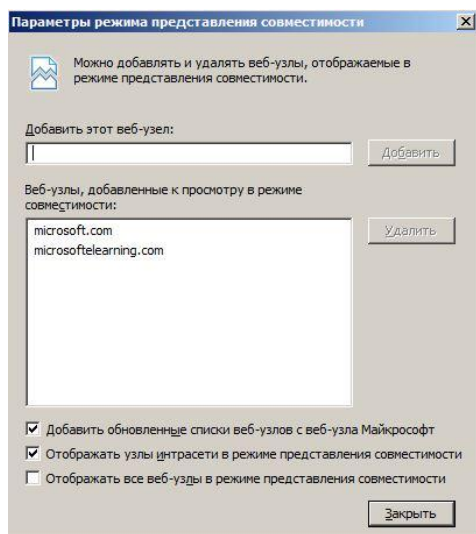 Параметры режима представления совместимости
Можно добавлять и удалять веб-узлы, отображаемые в
режиме представления совместимости.
Добавить этот веб-узел:
Добавить
Веб-узлы, добавленные к просмотру в режиме
совместимости:
microsoft.com
microsoftelearning.com
Удалить
Добавить обновленные списки веб-узлов с веб-узла Майкрософт
Отображать узлы интрасети в режиме представления совместимости
Отображать все веб-узлы в режиме представления совместимости
Закрыть